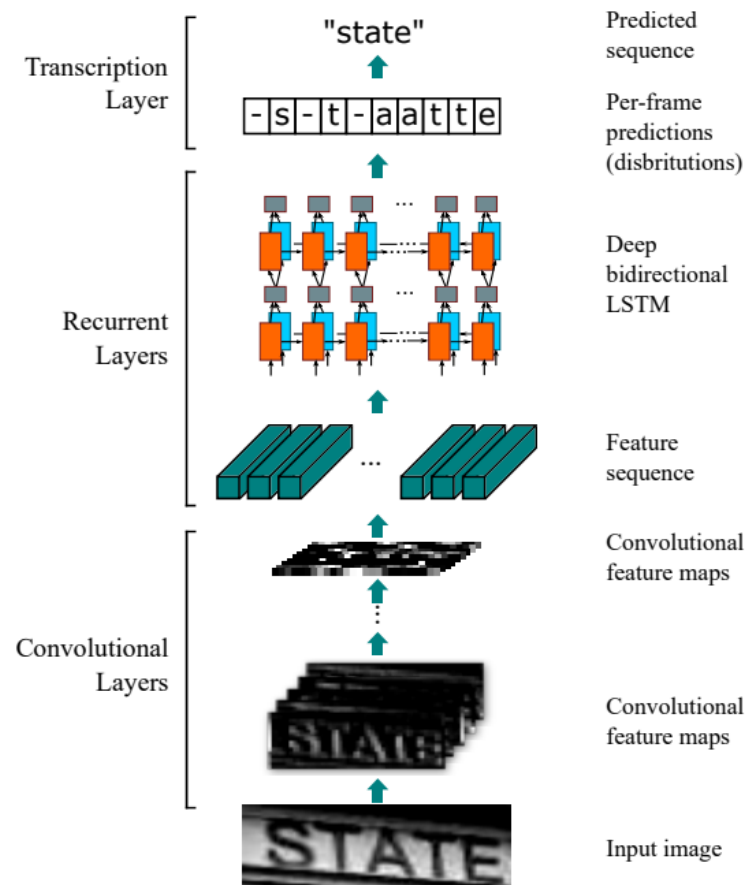 "state"
Predicted
sequence
Transcription
Layer
-s-t-aatte
Per-frame
predictions
(disbritutions)
...
Deep
bidirectional
LSTM
Recurrent
Layers
...
Feature
sequence
Convolutional
feature maps
Convolutional
Layers
STATE
Convolutional
feature maps
STATE
Input image